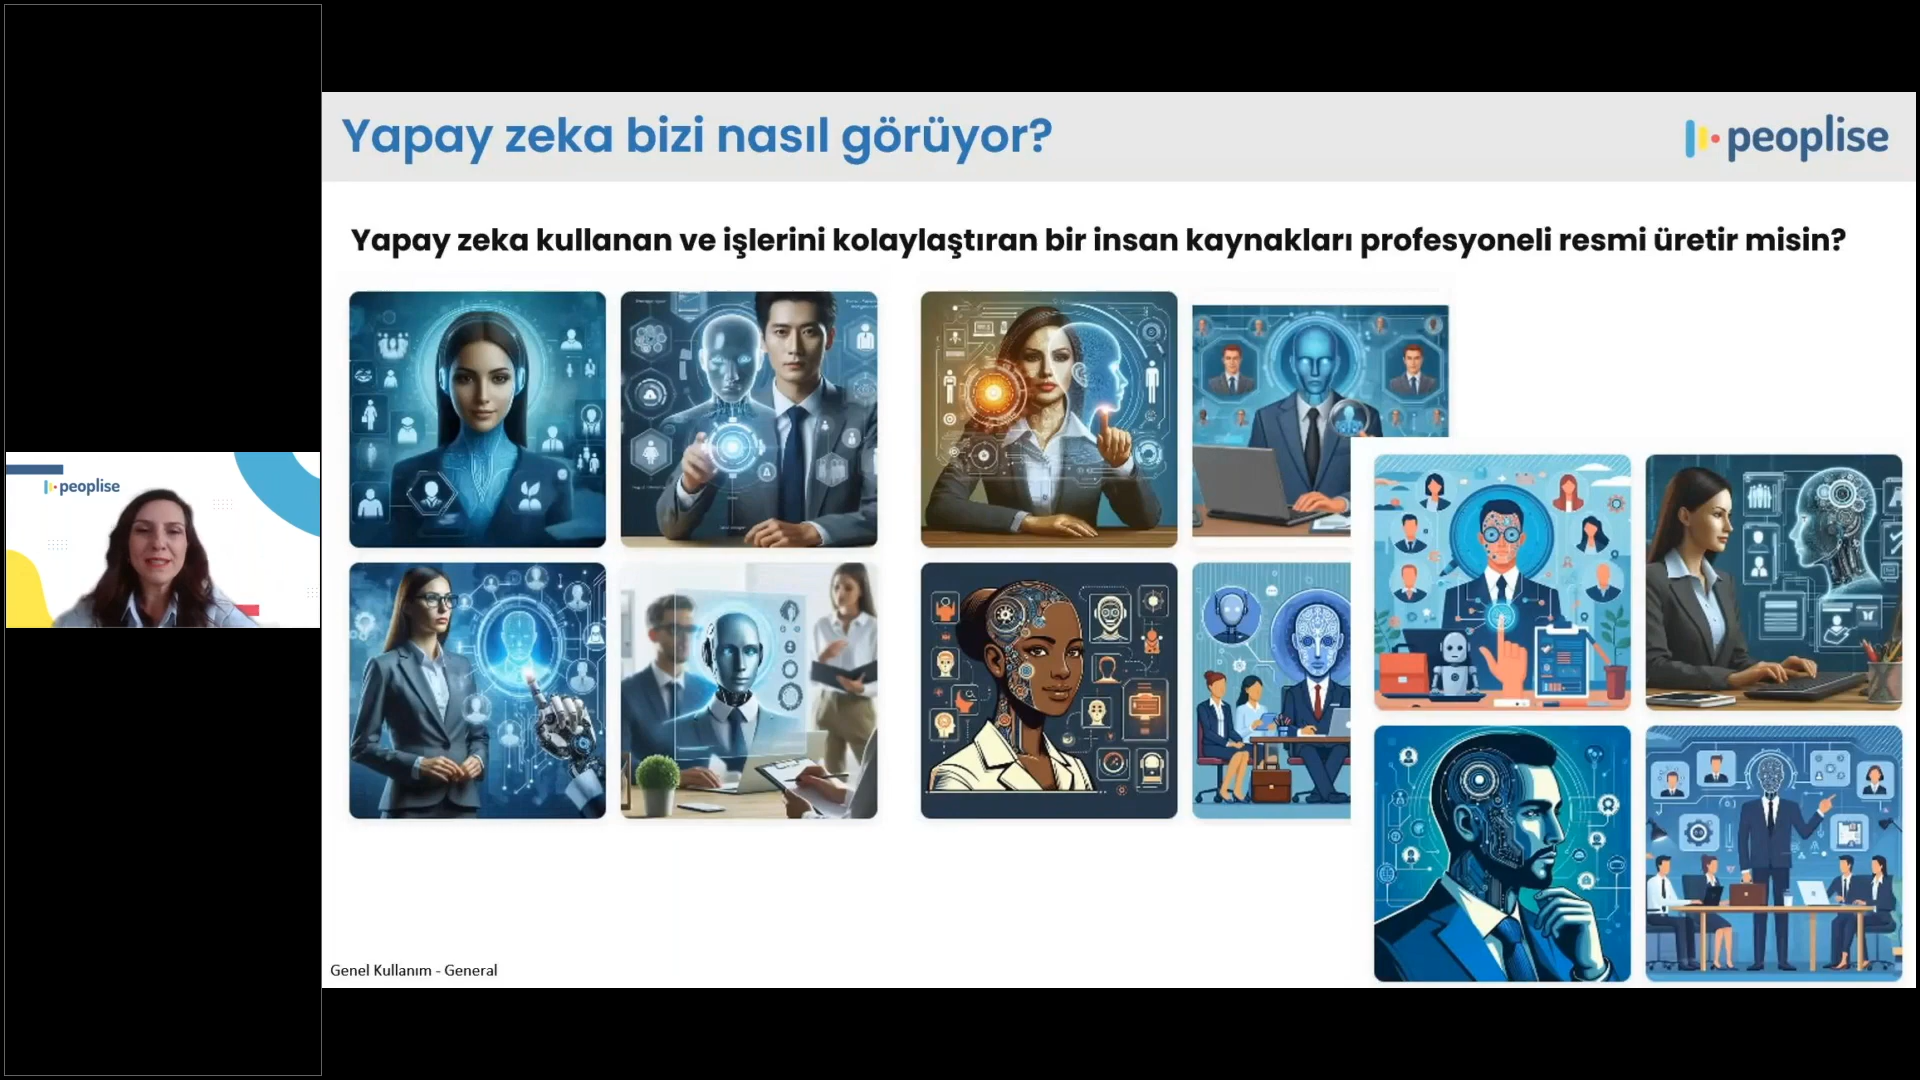 Yapay zeka bizi nasıl görüyor?
peoplise
Yapay zeka kullanan ve işlerini kolaylaştıran bir insan kaynakları profesyoneli resmi üretir misin?
peoplise
Genel Kullanım - General